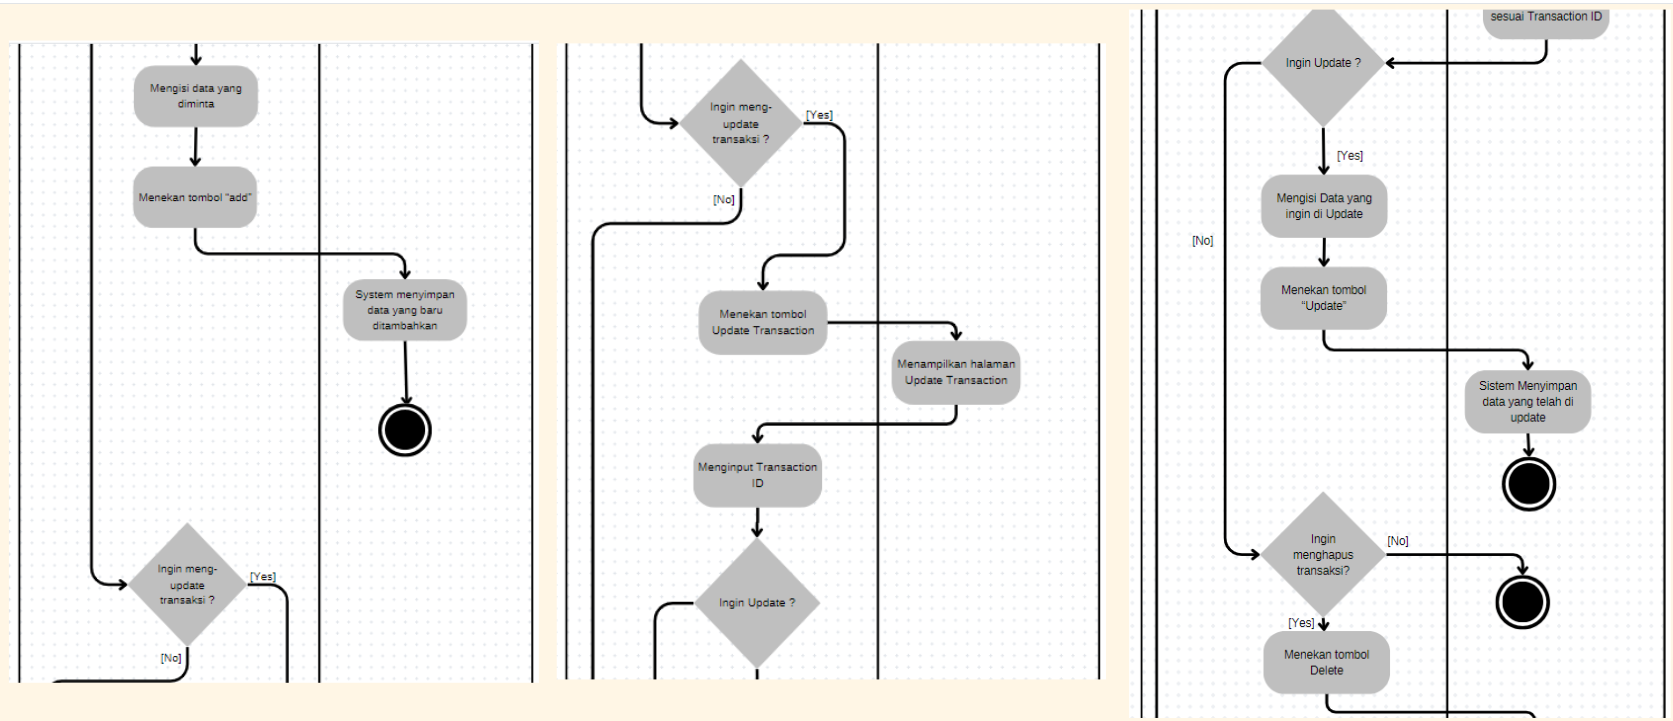 Mengisi data yang
diminta
Menekan tombol "add"
System menyimpan
data yang baru
ditambahkan
Ingin meng-
update
transaksi ?
[Yes]
[No]
Ingin meng-
update
transaksi ?
[Yes]
[No]
Menekan tombol
Update Transaction
Menampilkan halaman
Update Transaction
Menginput Transaction
ID
Ingin Update ?
sesuai Transaction ID
Ingin Update ?
[Yes]
Mengisi Data yang
ingin di Update
[No]
Menekan tombol
“Update”
Sistem Menyimpan
data yang telah di
update
Ingin
menghapus
transaksi?
[No]
[Yes]
Menekan tombol
Delete